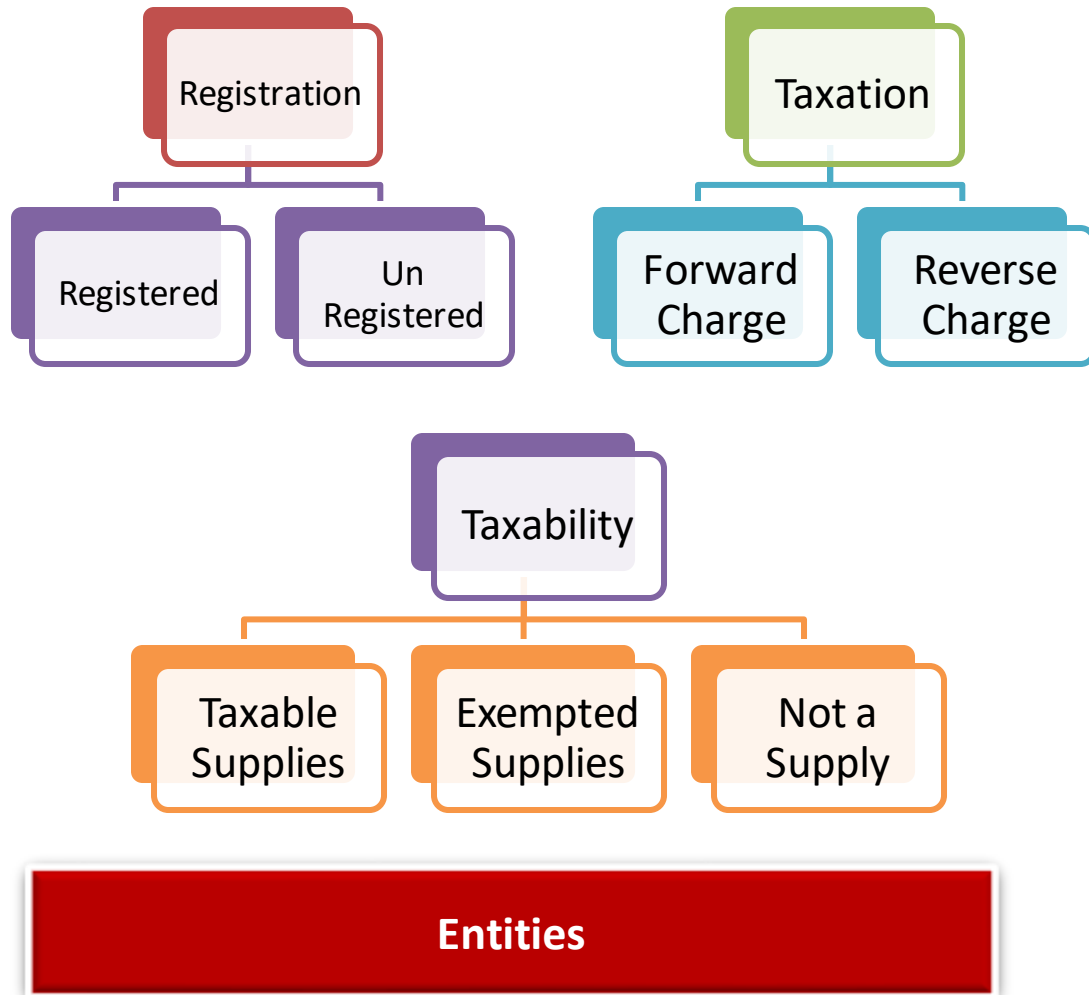 Registration
Registered
Un
Registered
Taxation
Forward
Charge
Reverse
Charge
Taxability
Taxable
Supplies
Exempted
Supplies
Not a
Supply
Entities